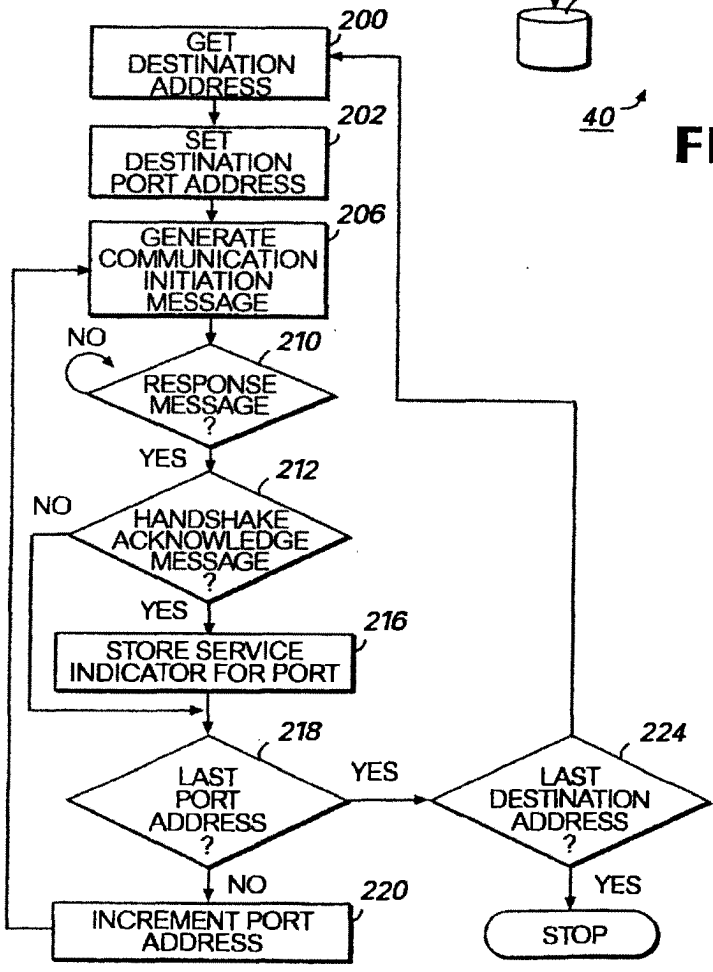 200
GET
DESTINATION
ADDRESS
40
FI
202
SET
DESTINATION
PORT ADDRESS
206
GENERATE
COMMUNICATION
INITIATION
MESSAGE
NO
210
RESPONSE
MESSAGE
?
YES
212
NO
HANDSHAKE
ACKNOWLEDGE
MESSAGE
?
YES
216
STORE SERVICE
INDICATOR FOR PORT
218
LAST
PORT
ADDRESS
?
YES
224
LAST
DESTINATION
ADDRESS
?
NO
YES
220
INCREMENT PORT
ADDRESS
STOP